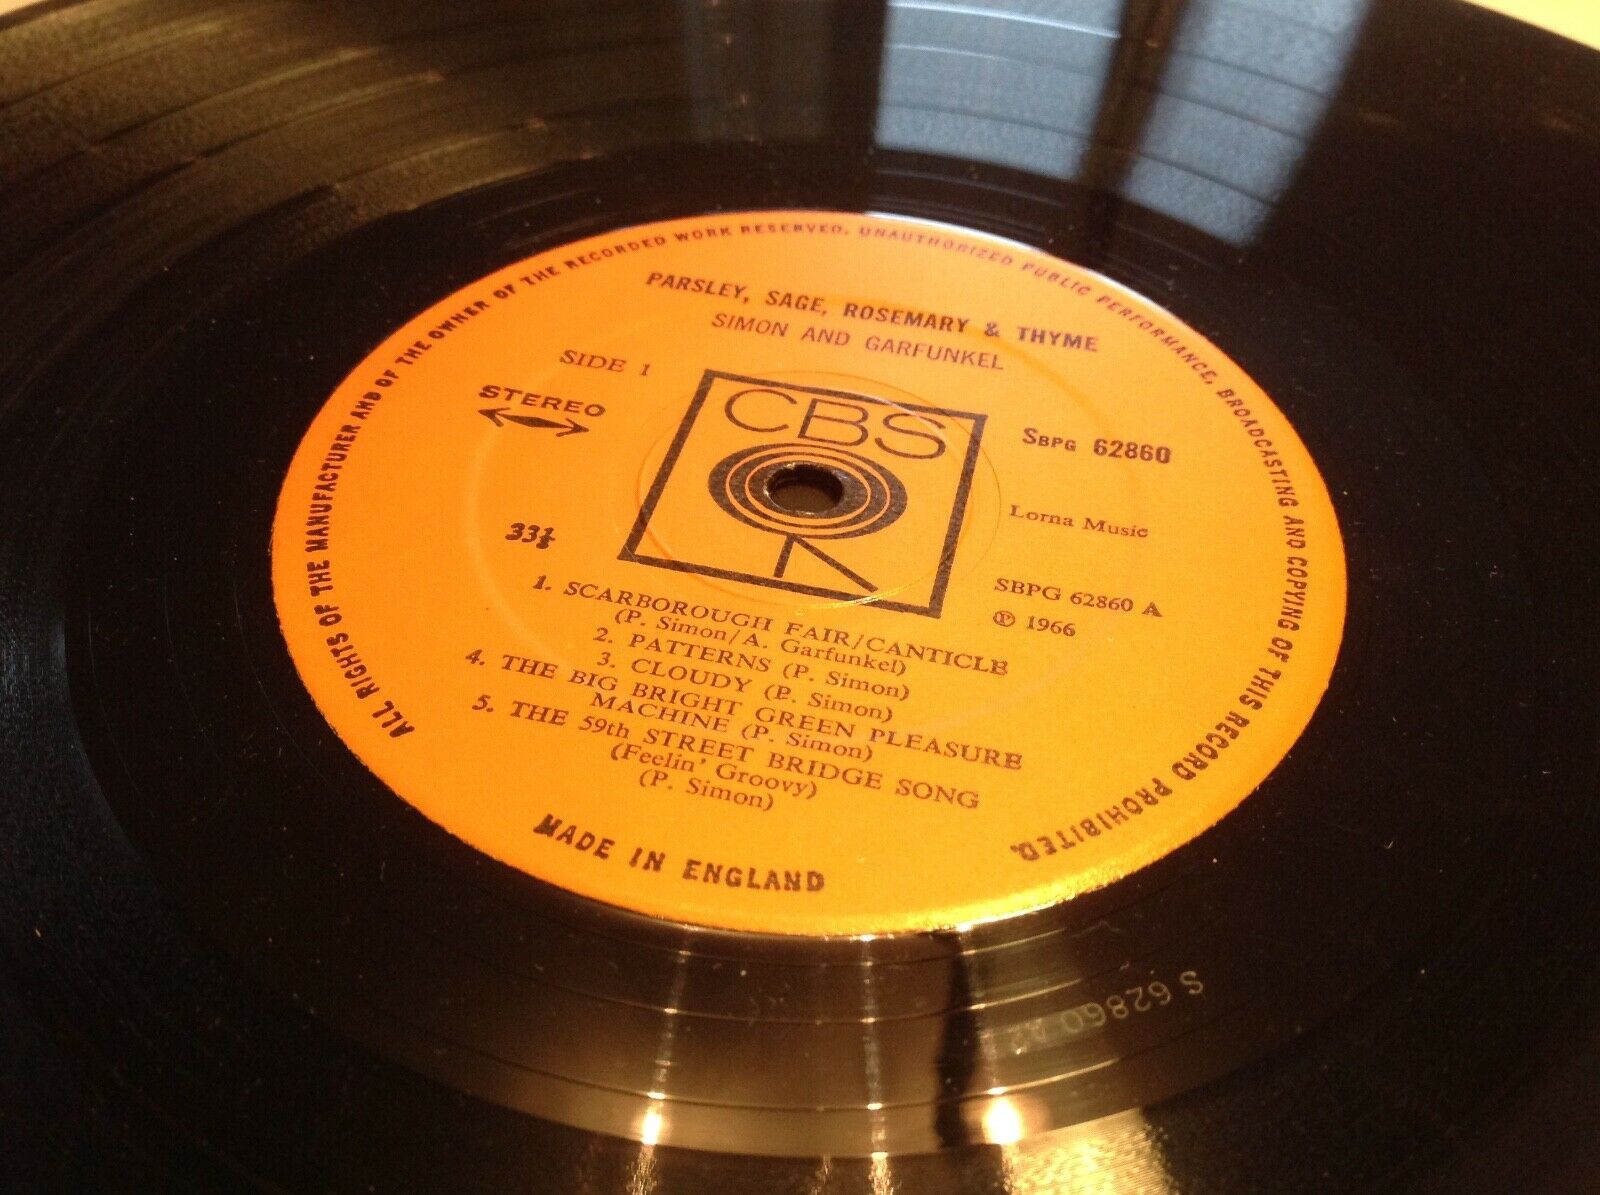 ALL RIGHTS OF THE MANUFACTURER AND OF THE OWNER OF THE RECORDED WORK RESERVED. UNAUTHORIZED PUBLIC PERFORMANCE, BROADCASTING AND COPYING OF THIS RECORD PROHIBITED.
PARSLEY, SAGE, ROSEMARY & THYME
SIMON AND GARFUNKEL
SIDE 1
STEREO
CBS
SBPG 62860
Lorna Music
33⅓
SBPG 62860 A
℗ 1966
1. SCARBOROUGH FAIR/CANTICLE
(P. Simon/A. Garfunkel)
2. PATTERNS (P. Simon)
3. CLOUDY (P. Simon)
4. THE BIG BRIGHT GREEN PLEASURE
MACHINE (P. Simon)
5. THE 59th STREET BRIDGE SONG
(Feelin' Groovy)
(P. Simon)
MADE IN ENGLAND
S 62860